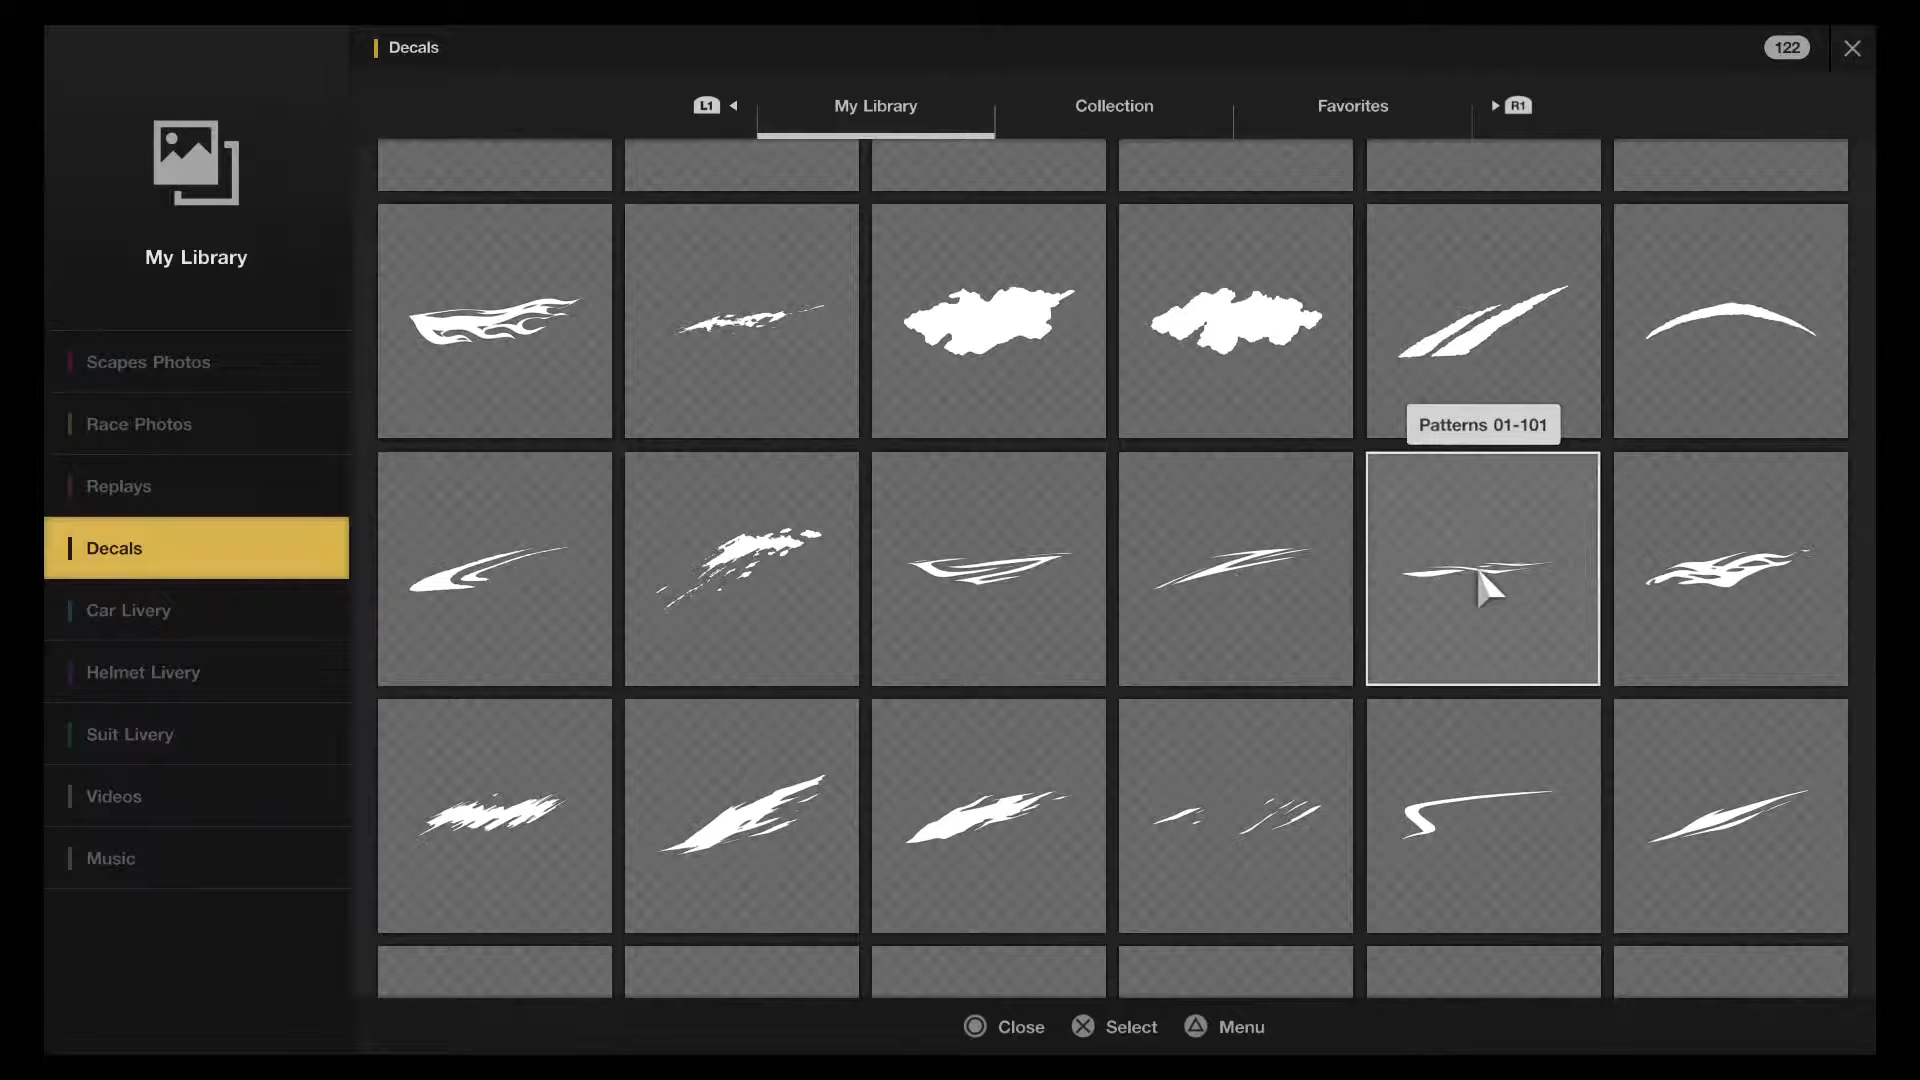 Decals
122
L1
My Library
Collection
Favorites
R1
My Library
Scapes Photos
Race Photos
Replays
Decals
Car Livery
Helmet Livery
Suit Livery
Videos
Music
Patterns 01-101
Close
Select
Menu